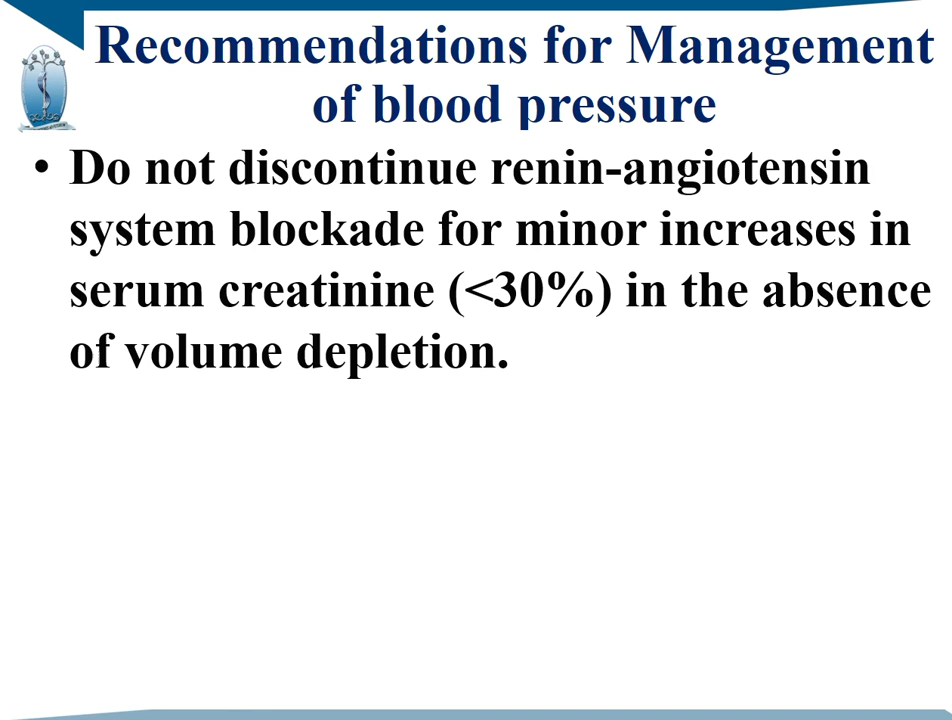 Recommendations for Management
of blood pressure
• Do not discontinue renin-angiotensin
system blockade for minor increases in
serum creatinine (<30%) in the absence
of volume depletion.